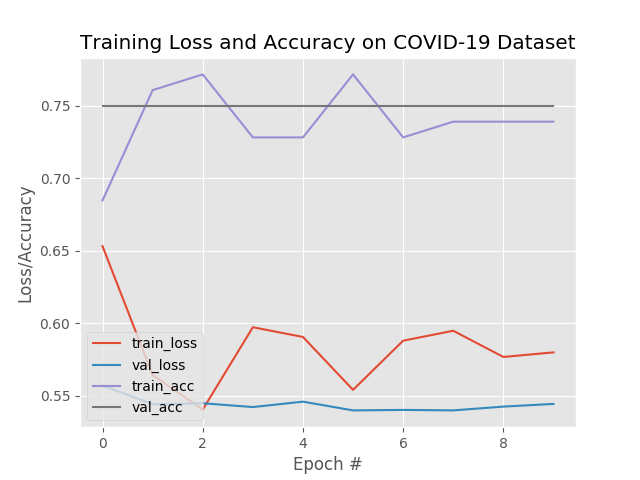 Training Loss and Accuracy on COVID-19 Dataset
Loss/Accuracy
0.75
0.70
0.65
0.60
0.55
train_loss
val_loss
train_acc
val_acc
0 2 4 6 8
Epoch #